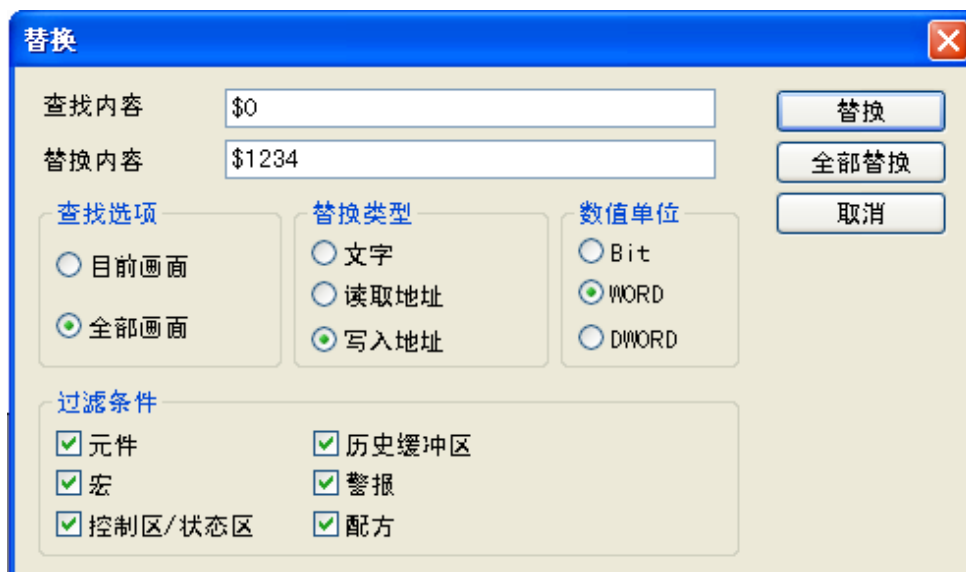 替换
查找内容 $0 替换
替换内容 $1234 全部替换
查找选项 替换类型 数值单位 取消
目前画面 文字 Bit
读取地址 WORD
全部画面 写入地址 DWORD
过滤条件
元件 历史缓冲区
宏 警报
控制区/状态区 配方